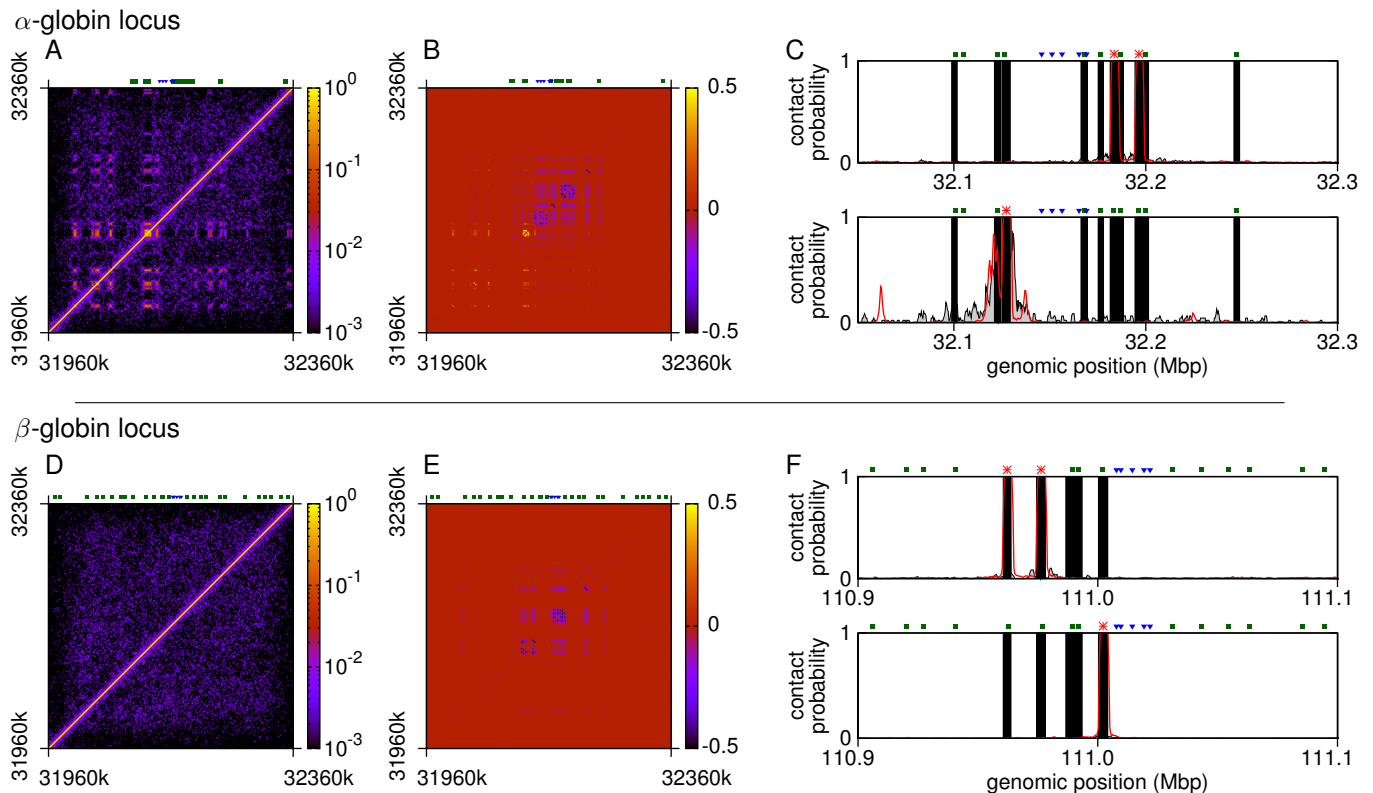 α-globin locus
A
B
C
32360k
31960k
31960k
32360k
10^0
10^-1
10^-2
10^-3
32360k
31960k
31960k
32360k
0.5
0
-0.5
contact probability
1
0
32.1
32.2
32.3
contact probability
1
0
32.1
32.2
32.3
genomic position (Mbp)
β-globin locus
D
E
F
32360k
31960k
31960k
32360k
10^0
10^-1
10^-2
10^-3
32360k
31960k
31960k
32360k
0.5
0
-0.5
contact probability
1
0
110.9
111.0
111.1
contact probability
1
0
110.9
111.0
111.1
genomic position (Mbp)